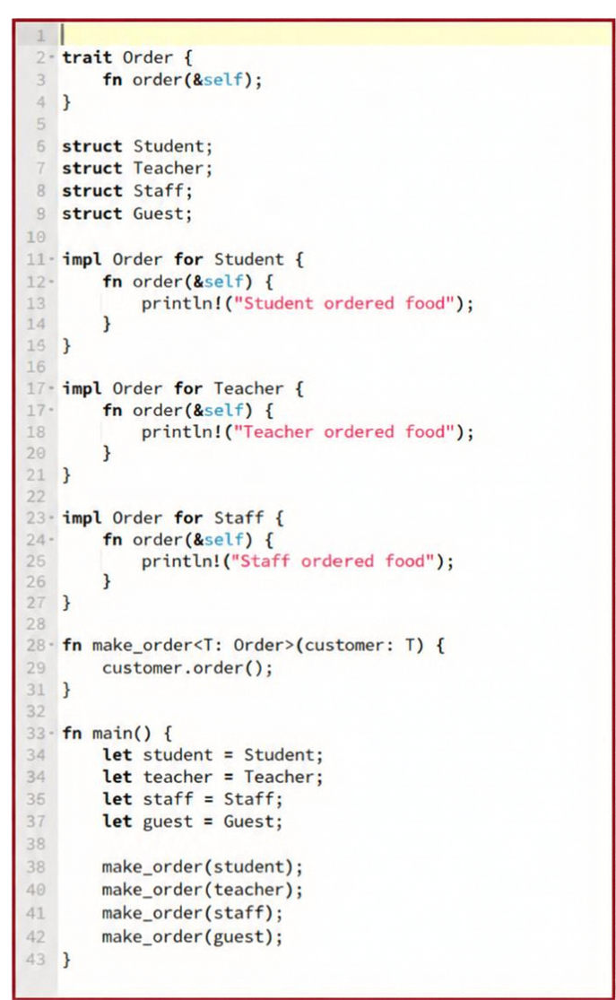 1
2 trait Order {
3     fn order(&self);
4 }
5
6 struct Student;
7 struct Teacher;
8 struct Staff;
9 struct Guest;
10
11 impl Order for Student {
12     fn order(&self) {
13         println!("Student ordered food");
14     }
15 }
16
17 impl Order for Teacher {
17     fn order(&self) {
18         println!("Teacher ordered food");
20     }
21 }
22
23 impl Order for Staff {
24     fn order(&self) {
25         println!("Staff ordered food");
26     }
27 }
28
28 fn make_order<T: Order>(customer: T) {
29     customer.order();
31 }
32
33 fn main() {
34     let student = Student;
34     let teacher = Teacher;
35     let staff = Staff;
37     let guest = Guest;
38
38     make_order(student);
40     make_order(teacher);
41     make_order(staff);
42     make_order(guest);
43 }